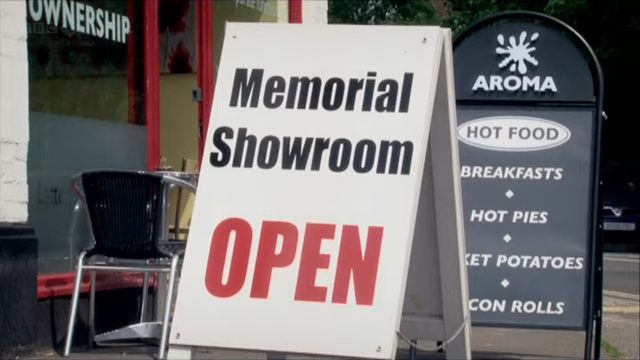 OWNERSHIP
Memorial
Showroom
OPEN
AROMA
HOT FOOD
BREAKFASTS
HOT PIES
KET POTATOES
CON ROLLS